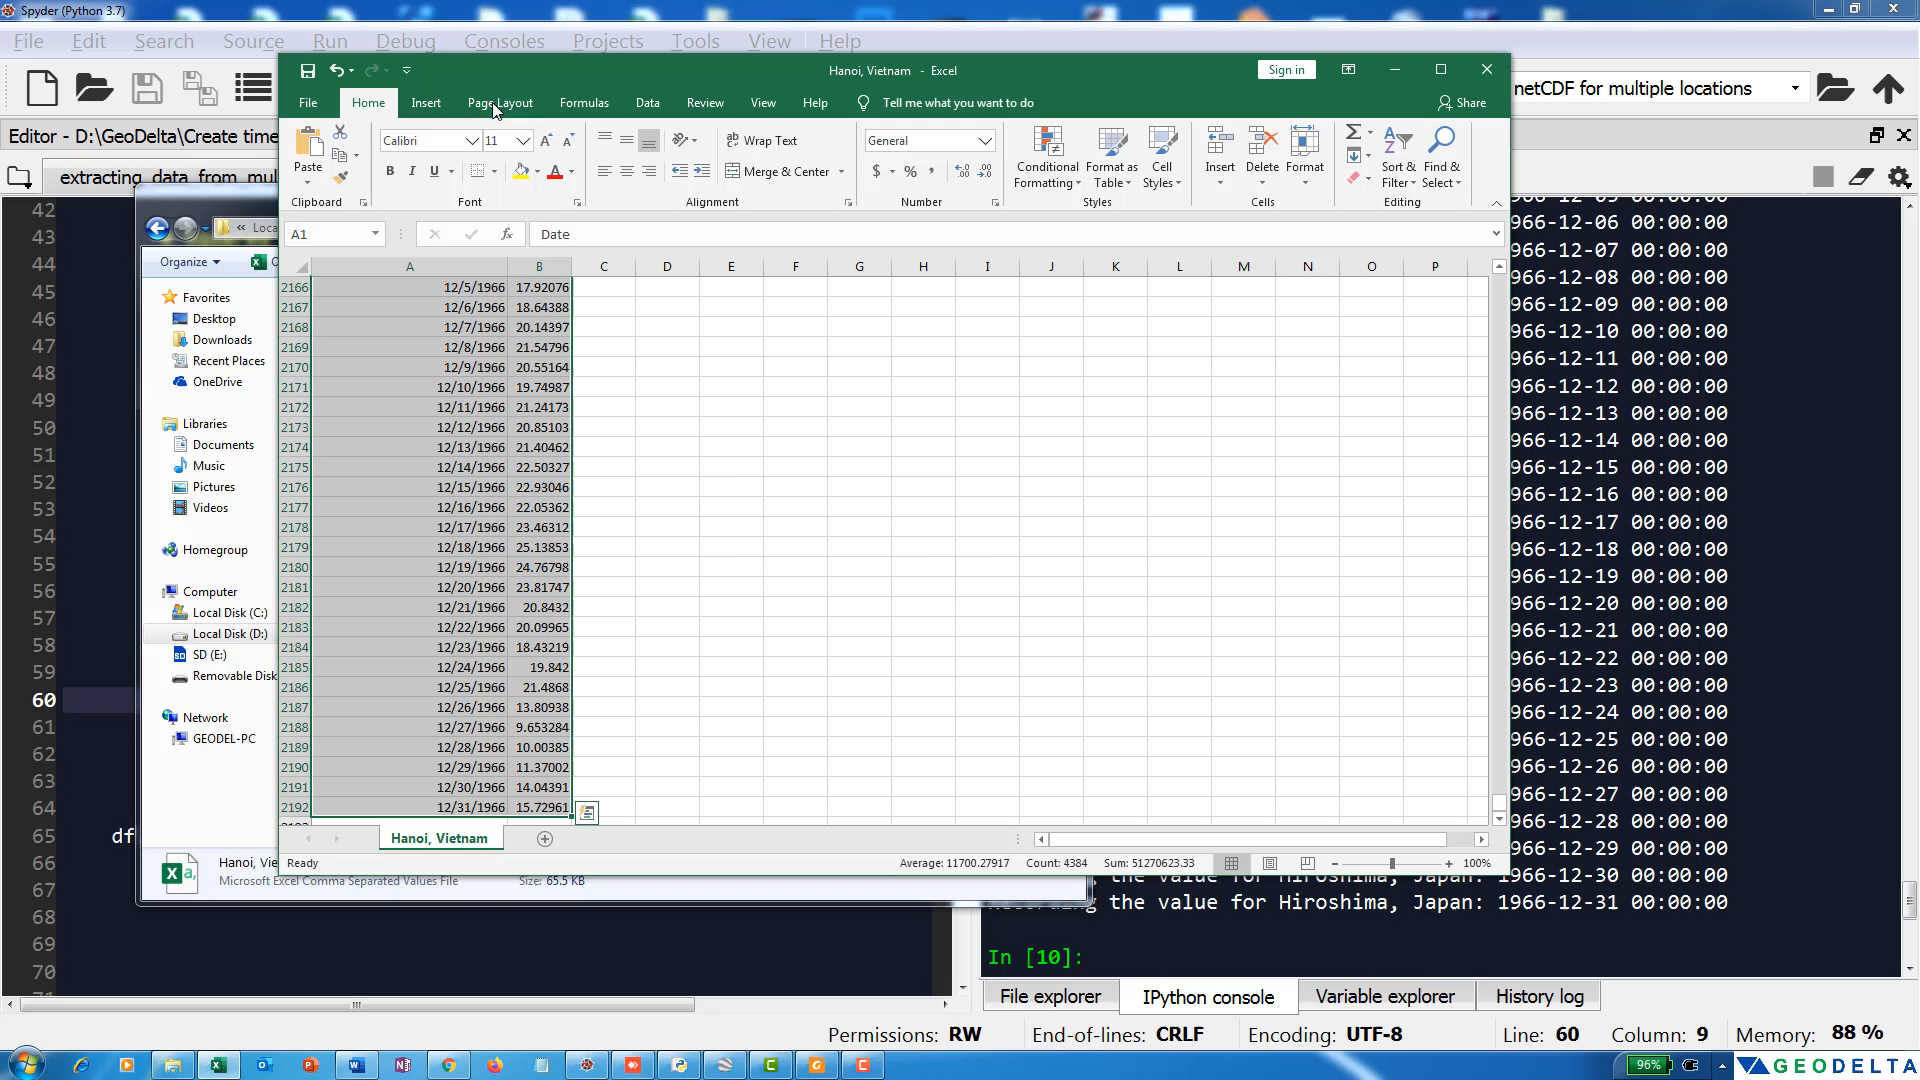 Spyder (Python 3.7)
File Edit Search Source Run Debug Consoles Projects Tools View Help
Hanoi, Vietnam - Excel
Sign in
File Home Insert Page Layout Formulas Data Review View Help Tell me what you want to do Share
netCDF for multiple locations
Editor - D:\GeoDelta\Create time
extracting_data_from_mul
Paste
Calibri 11
Wrap Text
General
B I U
Merge & Center
$ % ,
Conditional Formatting
Format as Table
Cell Styles
Insert
Delete
Format
Sort & Filter
Find & Select
Clipboard Font Alignment Number Styles Cells Editing
A1
fx
Date
A B C D E F G H I J K L M N O P
2166 12/5/1966 17.92076
2167 12/6/1966 18.64388
2168 12/7/1966 20.14397
2169 12/8/1966 21.54796
2170 12/9/1966 20.55164
2171 12/10/1966 19.74987
2172 12/11/1966 21.24173
2173 12/12/1966 20.85103
2174 12/13/1966 21.40462
2175 12/14/1966 22.50327
2176 12/15/1966 22.93046
2177 12/16/1966 22.05362
2178 12/17/1966 23.46312
2179 12/18/1966 25.13853
2180 12/19/1966 24.76798
2181 12/20/1966 23.81747
2182 12/21/1966 20.8432
2183 12/22/1966 20.09965
2184 12/23/1966 18.43219
2185 12/24/1966 19.842
2186 12/25/1966 21.4868
2187 12/26/1966 13.80938
2188 12/27/1966 9.653284
2189 12/28/1966 10.00385
2190 12/29/1966 11.37002
2191 12/30/1966 14.04391
2192 12/31/1966 15.72961
Hanoi, Vietnam
Ready
Average: 11700.27917 Count: 4384 Sum: 51270623.33
100%
42
43
44
45
46
47
48
49
50
51
52
53
54
55
56
57
58
59
60
61
62
63
64
65 df
66
67
68
69
70
« Loca
Organize
Favorites
Desktop
Downloads
Recent Places
OneDrive
Libraries
Documents
Music
Pictures
Videos
Homegroup
Computer
Local Disk (C:)
Local Disk (D:)
SD (E:)
Removable Disk
Network
GEODEL-PC
Hanoi, Vie
Microsoft Excel Comma Separated Values File
Size: 65.5 KB
966-12-06 00:00:00
966-12-07 00:00:00
966-12-08 00:00:00
966-12-09 00:00:00
966-12-10 00:00:00
966-12-11 00:00:00
966-12-12 00:00:00
966-12-13 00:00:00
966-12-14 00:00:00
966-12-15 00:00:00
966-12-16 00:00:00
966-12-17 00:00:00
966-12-18 00:00:00
966-12-19 00:00:00
966-12-20 00:00:00
966-12-21 00:00:00
966-12-22 00:00:00
966-12-23 00:00:00
966-12-24 00:00:00
966-12-25 00:00:00
966-12-26 00:00:00
966-12-27 00:00:00
966-12-28 00:00:00
966-12-29 00:00:00
the value for Hiroshima, Japan: 1966-12-30 00:00:00
the value for Hiroshima, Japan: 1966-12-31 00:00:00
In [10]:
File explorer IPython console Variable explorer History log
Permissions: RW End-of-lines: CRLF Encoding: UTF-8 Line: 60 Column: 9 Memory: 88 %
96%
GEODELTA